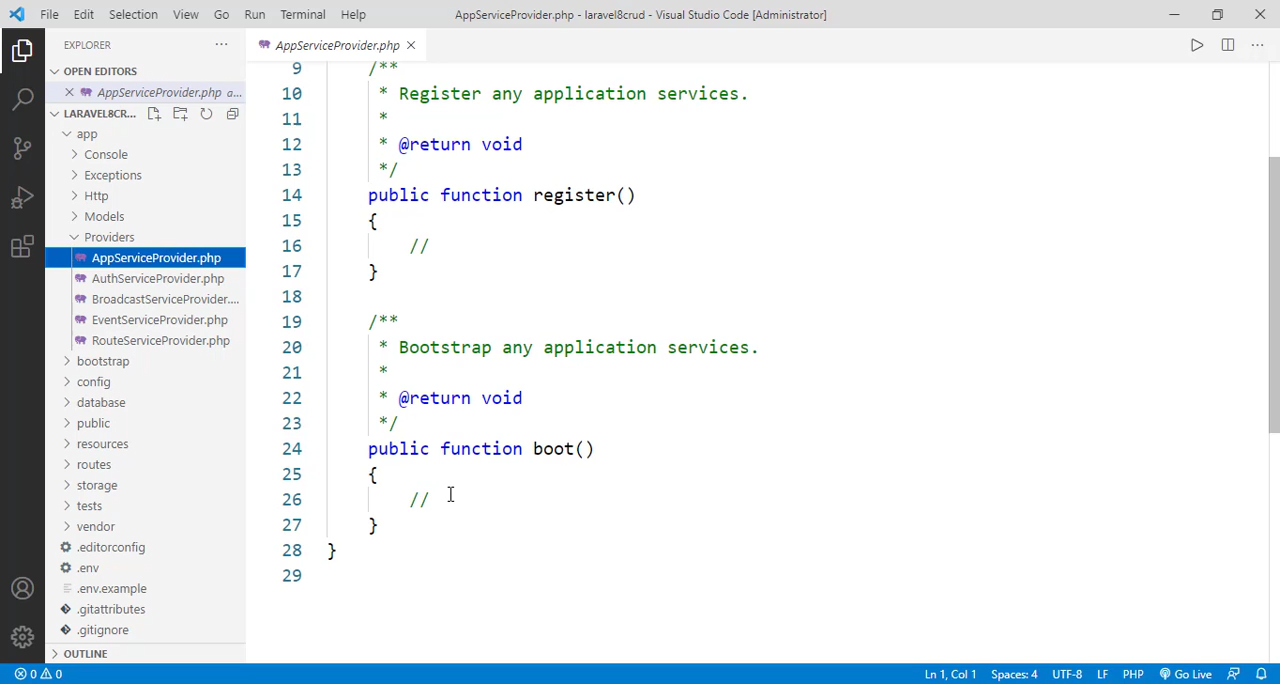 File Edit Selection View Go Run Terminal Help AppServiceProvider.php - laravel8crud - Visual Studio Code [Administrator]
EXPLORER
OPEN EDITORS
AppServiceProvider.php a...
LARAVEL8CR...
app
Console
Exceptions
Http
Models
Providers
AppServiceProvider.php
AuthServiceProvider.php
BroadcastServiceProvider....
EventServiceProvider.php
RouteServiceProvider.php
bootstrap
config
database
public
resources
routes
storage
tests
vendor
.editorconfig
.env
.env.example
.gitattributes
.gitignore
OUTLINE
AppServiceProvider.php
9 /**
10 * Register any application services.
11 *
12 * @return void
13 */
14 public function register()
15 {
16 //
17 }
18
19 /**
20 * Bootstrap any application services.
21 *
22 * @return void
23 */
24 public function boot()
25 {
26 //
27 }
28 }
29
0 0 Ln 1, Col 1 Spaces: 4 UTF-8 LF PHP Go Live